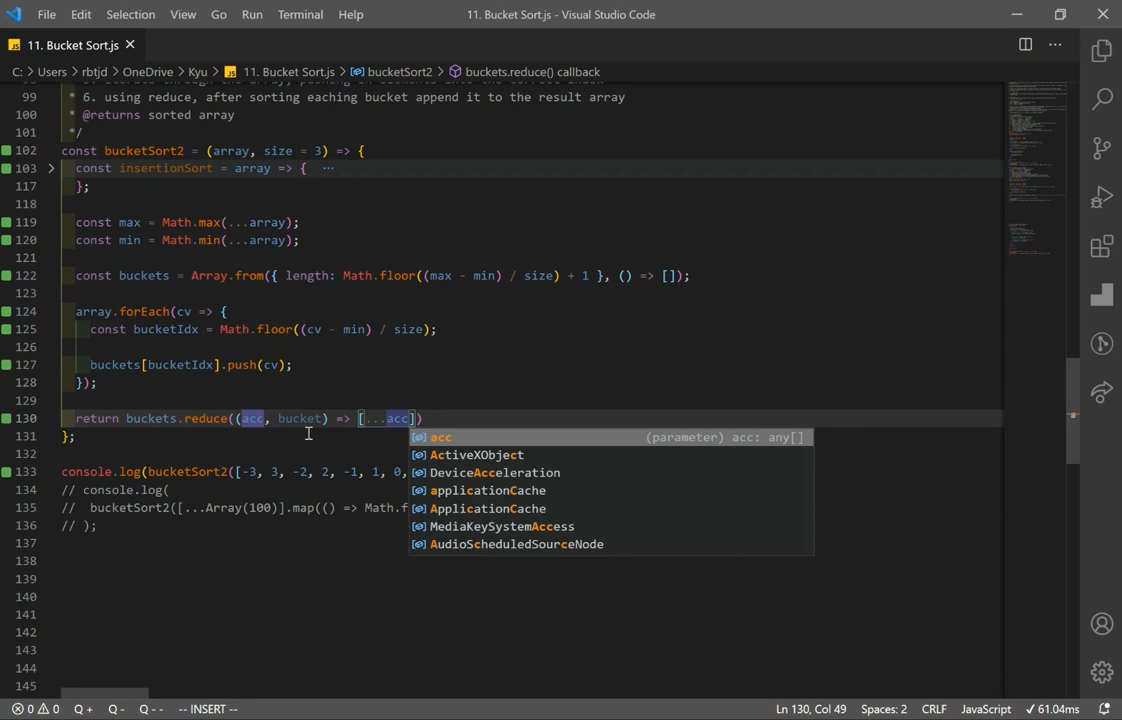 File Edit Selection View Go Run Terminal Help 11. Bucket Sort.js - Visual Studio Code
JS 11. Bucket Sort.js
C: > Users > rbtjd > OneDrive > Kyu > JS 11. Bucket Sort.js > bucketSort2 > buckets.reduce() callback
99 * 6. using reduce, after sorting eaching bucket append it to the result array
100 * @returns sorted array
101 */
102 const bucketSort2 = (array, size = 3) => {
103 const insertionSort = array => { ...
117 };
118
119 const max = Math.max(...array);
120 const min = Math.min(...array);
121
122 const buckets = Array.from({ length: Math.floor((max - min) / size) + 1 }, () => []);
123
124 array.forEach(cv => {
125 const bucketIdx = Math.floor((cv - min) / size);
126
127 buckets[bucketIdx].push(cv);
128 });
129
130 return buckets.reduce((acc, bucket) => [...acc])
131 };
acc (parameter) acc: any[]
ActiveXObject
132
133 console.log(bucketSort2([-3, 3, -2, 2, -1, 1, 0,
DeviceAcceleration
134 // console.log(
applicationCache
135 // bucketSort2([...Array(100)].map(() => Math.f
ApplicationCache
136 // );
MediaKeySystemAccess
137
AudioScheduledSourceNode
138
139
140
141
142
143
144
145
0 0 Q + Q - Q - - -- INSERT -- Ln 130, Col 49 Spaces: 2 CRLF JavaScript ✓ 61.04ms